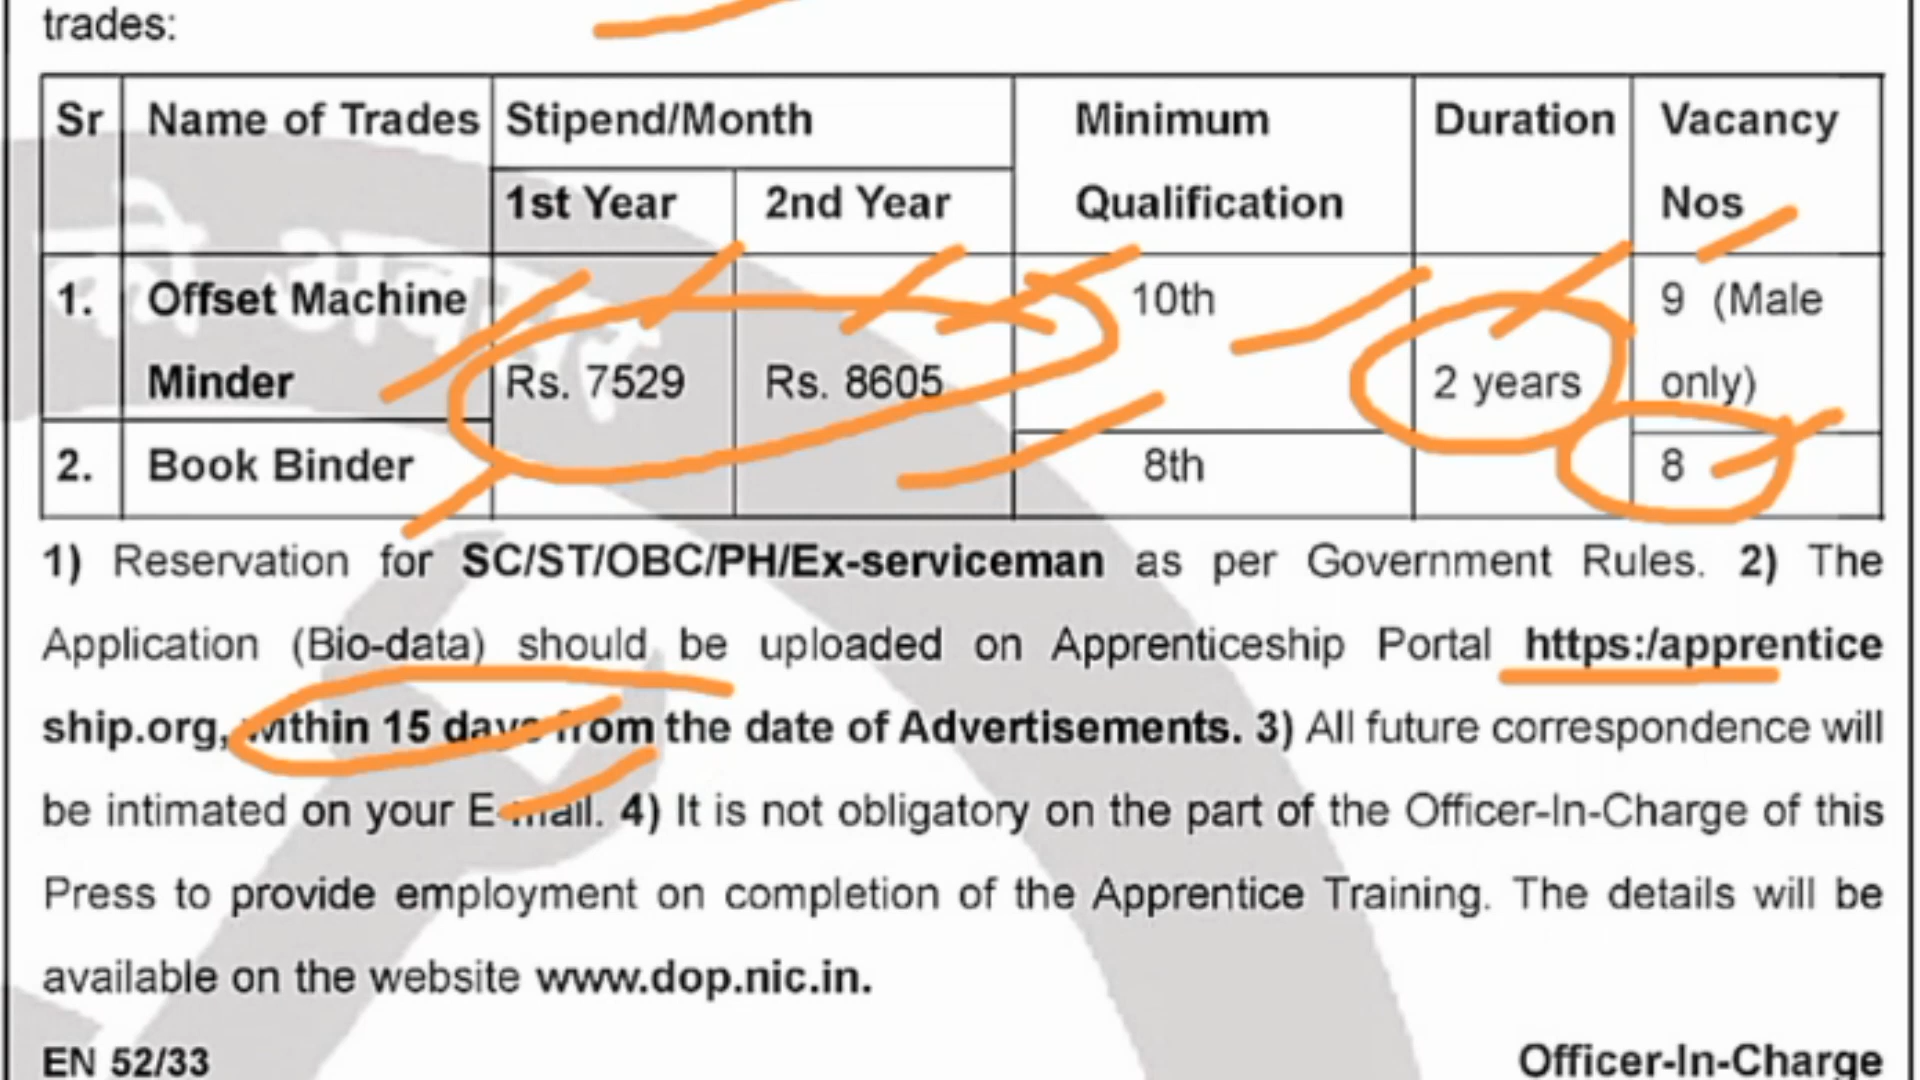 trades:
Sr Name of Trades Stipend/Month Minimum Qualification Duration Vacancy Nos
1st Year 2nd Year
1. Offset Machine Minder Rs. 7529 Rs. 8605 10th 2 years 9 (Male only)
2. Book Binder 8th 8
1) Reservation for SC/ST/OBC/PH/Ex-serviceman as per Government Rules. 2) The
Application (Bio-data) should be uploaded on Apprenticeship Portal https:/apprentice
ship.org, within 15 days from the date of Advertisements. 3) All future correspondence will
be intimated on your E-mail. 4) It is not obligatory on the part of the Officer-In-Charge of this
Press to provide employment on completion of the Apprentice Training. The details will be
available on the website www.dop.nic.in.
EN 52/33 Officer-In-Charge